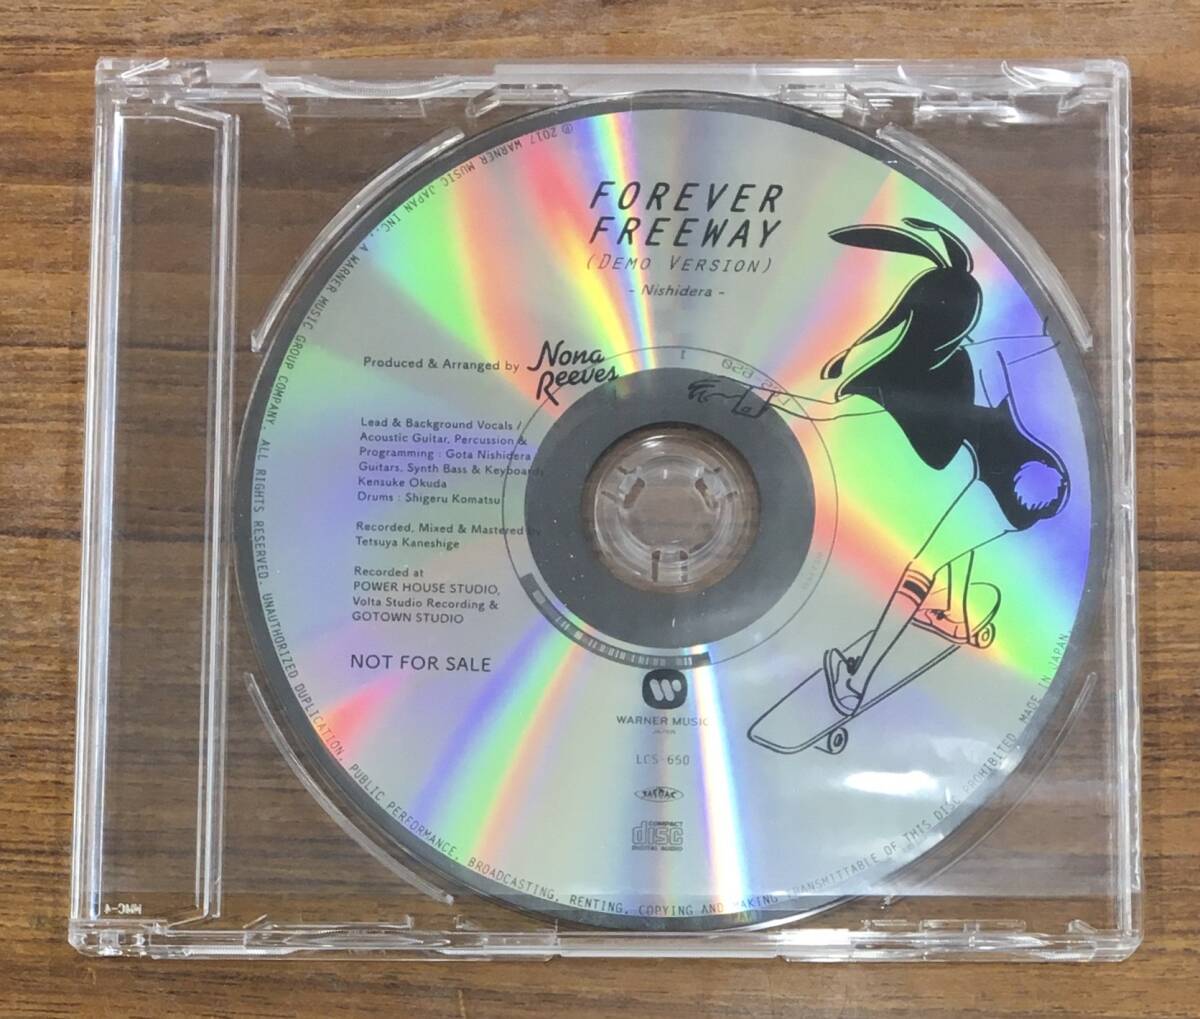 FOREVER
FREEWAY
(DEMO VERSION)
- Nishidera -
Produced & Arranged by Nona Reeves
Lead & Background Vocals /
Acoustic Guitar, Percussion &
Programming : Gota Nishidera
Guitars, Synth Bass & Keyboards
Kensuke Okuda
Drums : Shigeru Komatsu
Recorded, Mixed & Mastered by
Tetsuya Kaneshige
Recorded at
POWER HOUSE STUDIO,
Volta Studio Recording &
GOTOWN STUDIO
NOT FOR SALE
WARNER MUSIC
JAPAN
LCS-650
JASRAC
COMPACT
disc
DIGITAL AUDIO
℗ 2017 WARNER MUSIC JAPAN INC., A WARNER MUSIC GROUP COMPANY. ALL RIGHTS RESERVED. UNAUTHORIZED DUPLICATION, PUBLIC PERFORMANCE, BROADCASTING, RENTING, COPYING AND MAKING TRANSMITTABLE OF THIS DISC PROHIBITED. MADE IN JAPAN